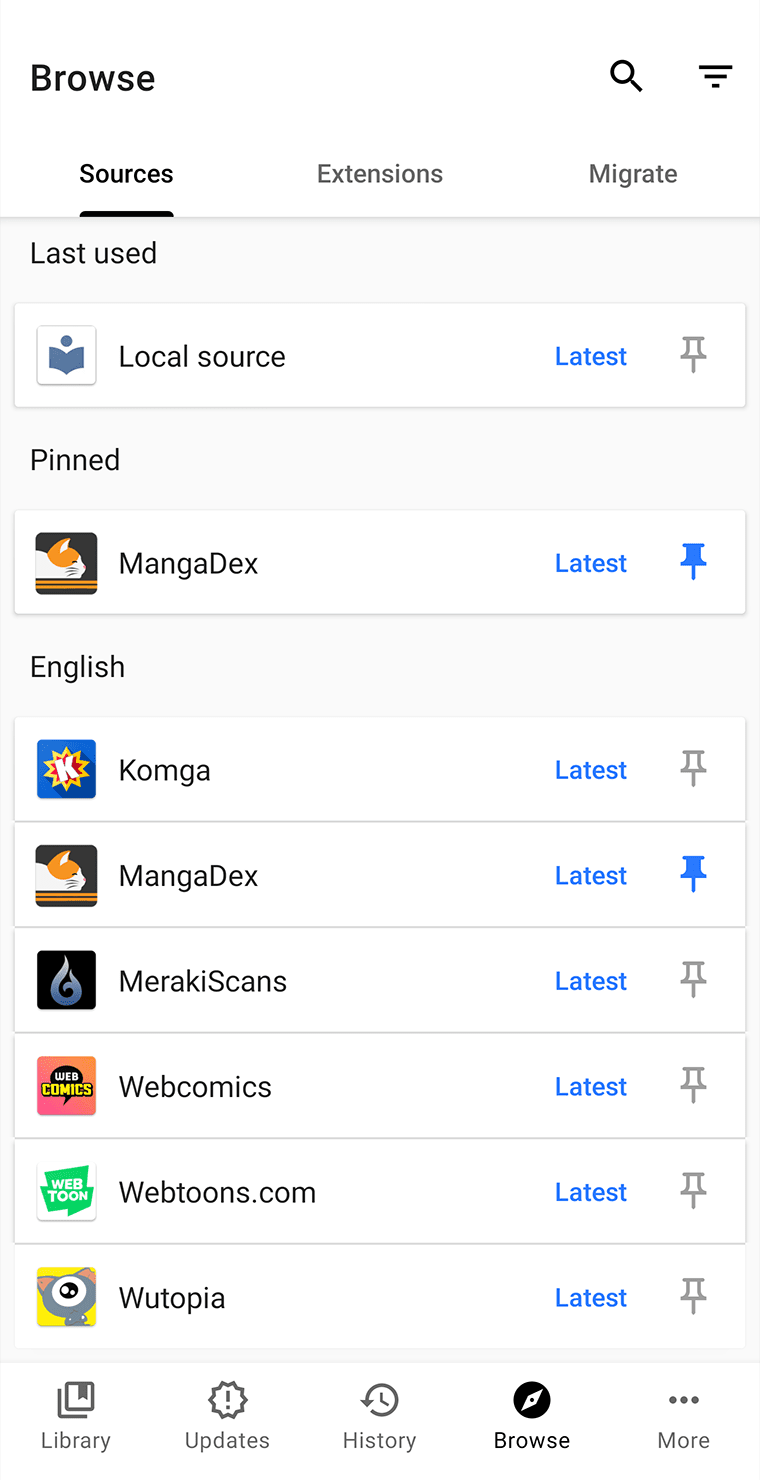 Browse
Sources Extensions Migrate
Last used
Local source Latest
Pinned
MangaDex Latest
English
Komga Latest
MangaDex Latest
MerakiScans Latest
WEB
COMICS
Webcomics Latest
WEB
TOON
Webtoons.com Latest
Wutopia Latest
Library Updates History Browse More